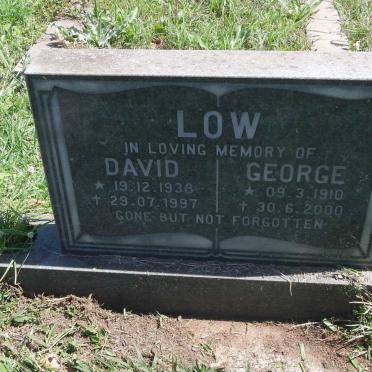 LOW
IN LOVING MEMORY OF
DAVID GEORGE
* 19.12.1938 * 09.3.1910
† 29.07.1997 † 30.6.2000
GONE BUT NOT FORGOTTEN